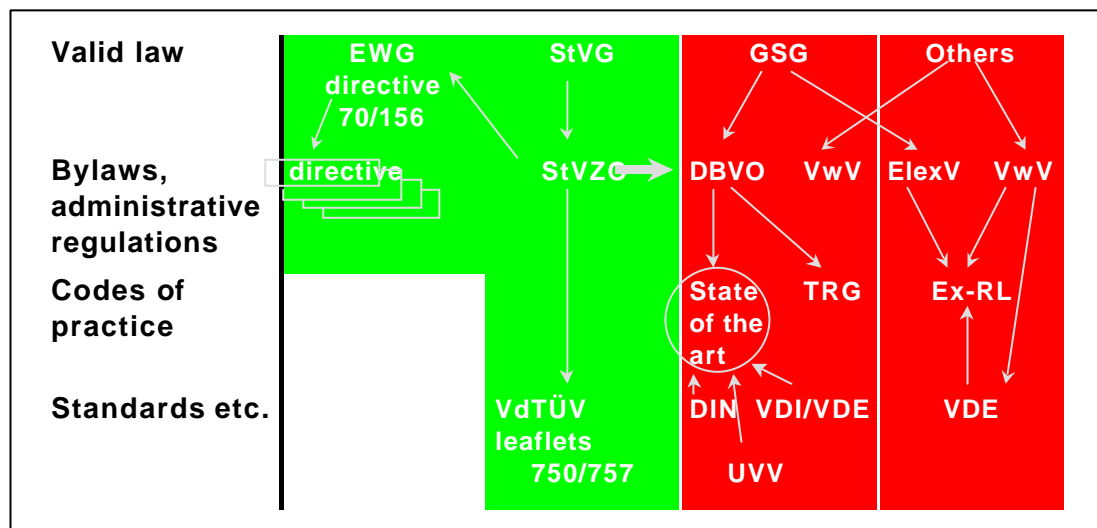 Valid law
EWG
directive
70/156
StVG
GSG
Others
Bylaws,
administrative
regulations
directive
StVZO
DBVO
VwV
ElexV
VwV
Codes of
practice
State
of the
art
TRG
Ex-RL
Standards etc.
VdTÜV
leaflets
750/757
DIN
VDI/VDE
UVV
VDE